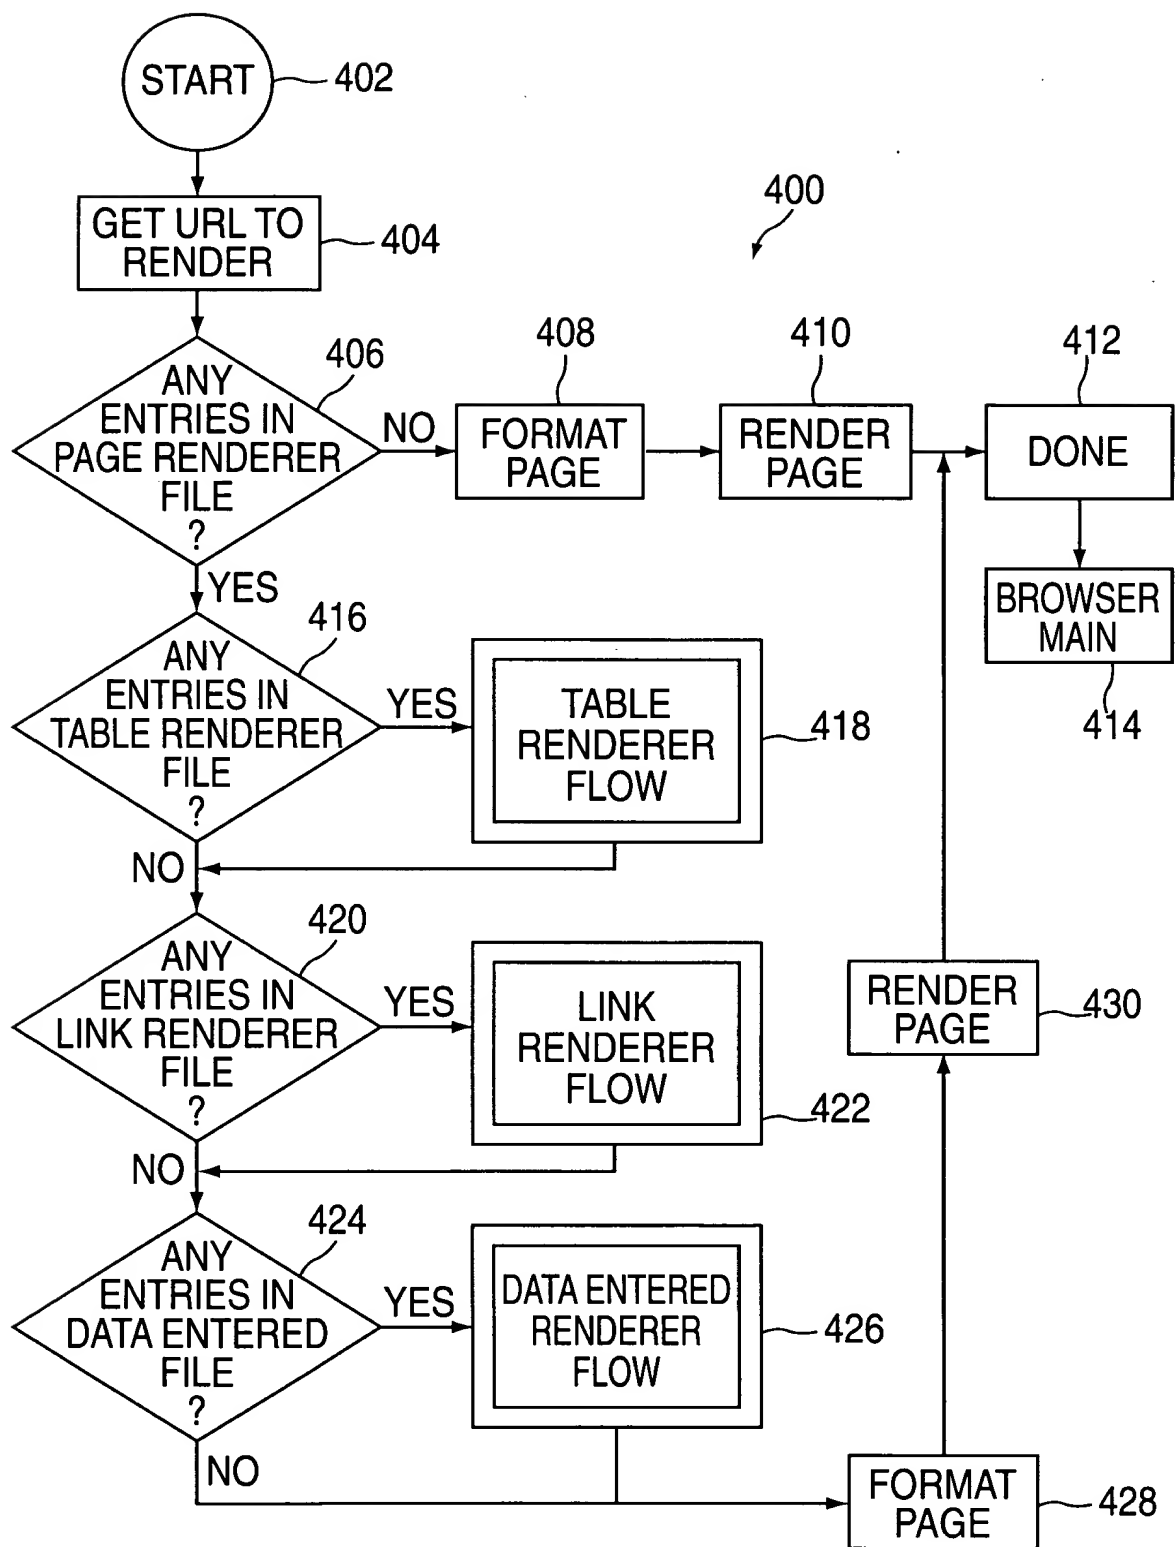 START
402
400
GET URL TO
RENDER
404
406
408
410
412
ANY
ENTRIES IN
PAGE RENDERER
FILE
?
NO
FORMAT
PAGE
RENDER
PAGE
DONE
YES
BROWSER
MAIN
414
416
ANY
ENTRIES IN
TABLE RENDERER
FILE
?
YES
TABLE
RENDERER
FLOW
418
NO
420
ANY
ENTRIES IN
LINK RENDERER
FILE
?
YES
LINK
RENDERER
FLOW
422
RENDER
PAGE
430
NO
424
ANY
ENTRIES IN
DATA ENTERED
FILE
?
YES
DATA ENTERED
RENDERER
FLOW
426
NO
FORMAT
PAGE
428